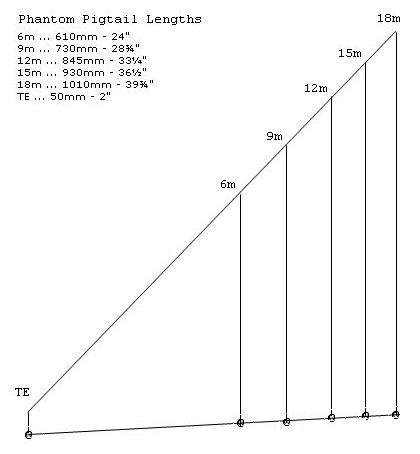 Phantom Pigtail Lengths
6m ... 610mm - 24"
9m ... 730mm - 28¾"
12m ... 845mm - 33¼"
15m ... 930mm - 36½"
18m ... 1010mm - 39¾"
TE ... 50mm - 2"
18m
15m
12m
9m
6m
TE